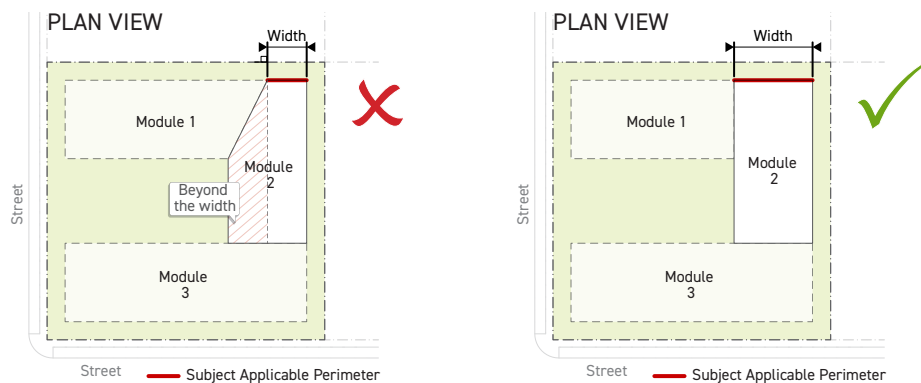 PLAN VIEW
Width
Module 1
Module
2
Beyond
the width
Module
3
Street
Street
Subject Applicable Perimeter
PLAN VIEW
Width
Module 1
Module
2
Module
3
Street
Street
Subject Applicable Perimeter